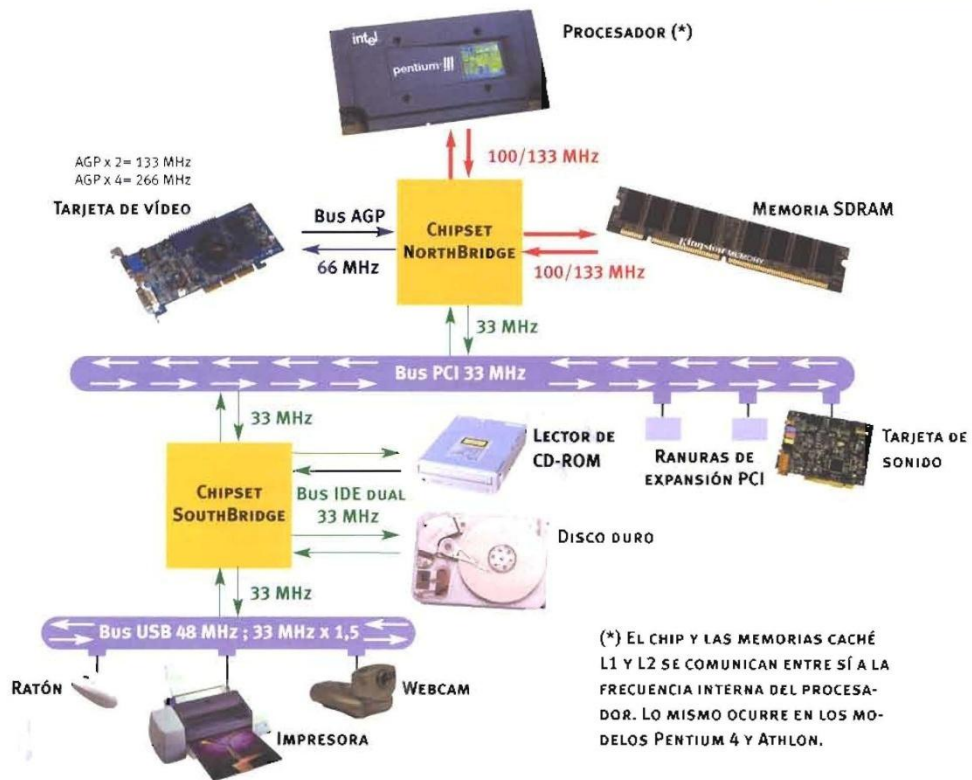 intel
pentium III
PROCESADOR (*)
100/133 MHz
AGP x 2= 133 MHz
AGP x 4= 266 MHz
TARJETA DE VÍDEO
BUS AGP
66 MHz
CHIPSET
NORTHBRIDGE
100/133 MHz
MEMORIA SDRAM
Kingston MEMORY
33 MHz
BUS PCI 33 MHz
33 MHz
LECTOR DE
CD-ROM
RANURAS DE
EXPANSIÓN PCI
TARJETA DE
SONIDO
CHIPSET
SOUTHBRIDGE
BUS IDE DUAL
33 MHz
DISCO DURO
33 MHz
BUS USB 48 MHz ; 33 MHz x 1,5
RATÓN
IMPRESORA
WEBCAM
(*) EL CHIP Y LAS MEMORIAS CACHÉ
L1 Y L2 SE COMUNICAN ENTRE SÍ A LA
FRECUENCIA INTERNA DEL PROCESA-
DOR. LO MISMO OCURRE EN LOS MO-
DELOS PENTIUM 4 Y ATHLON.